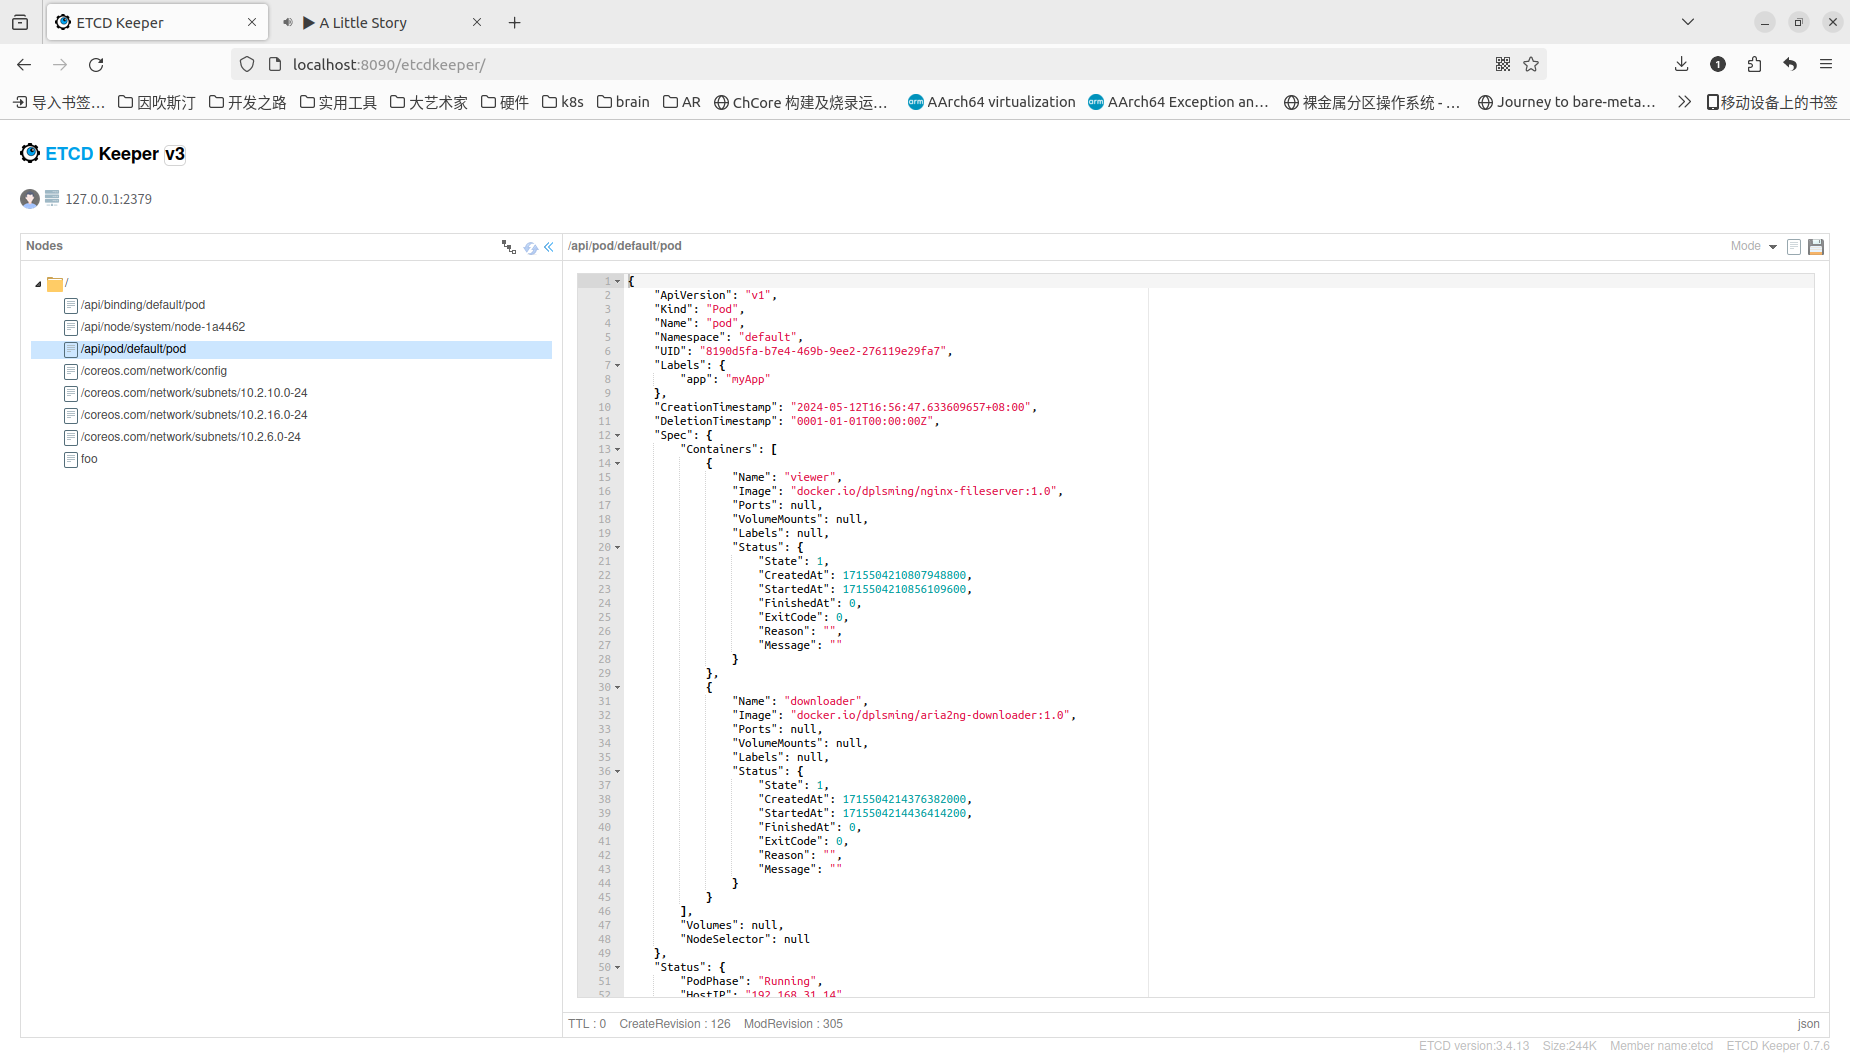 ETCD Keeper
A Little Story
localhost:8090/etcdkeeper/
1
导入书签…
因吹斯汀
开发之路
实用工具
大艺术家
硬件
k8s
brain
AR
ChCore 构建及烧录运…
arm AArch64 virtualization
arm AArch64 Exception an…
裸金属分区操作系统 - …
Journey to bare-meta…
移动设备上的书签
ETCD Keeper v3
127.0.0.1:2379
Nodes
/
/api/binding/default/pod
/api/node/system/node-1a4462
/api/pod/default/pod
/coreos.com/network/config
/coreos.com/network/subnets/10.2.10.0-24
/coreos.com/network/subnets/10.2.16.0-24
/coreos.com/network/subnets/10.2.6.0-24
foo
/api/pod/default/pod
Mode
1 {
2 "ApiVersion": "v1",
3 "Kind": "Pod",
4 "Name": "pod",
5 "Namespace": "default",
6 "UID": "8190d5fa-b7e4-469b-9ee2-276119e29fa7",
7 "Labels": {
8 "app": "myApp"
9 },
10 "CreationTimestamp": "2024-05-12T16:56:47.633609657+08:00",
11 "DeletionTimestamp": "0001-01-01T00:00:00Z",
12 "Spec": {
13 "Containers": [
14 {
15 "Name": "viewer",
16 "Image": "docker.io/dplsming/nginx-fileserver:1.0",
17 "Ports": null,
18 "VolumeMounts": null,
19 "Labels": null,
20 "Status": {
21 "State": 1,
22 "CreatedAt": 1715504210807948800,
23 "StartedAt": 1715504210856109600,
24 "FinishedAt": 0,
25 "ExitCode": 0,
26 "Reason": "",
27 "Message": ""
28 }
29 },
30 {
31 "Name": "downloader",
32 "Image": "docker.io/dplsming/aria2ng-downloader:1.0",
33 "Ports": null,
34 "VolumeMounts": null,
35 "Labels": null,
36 "Status": {
37 "State": 1,
38 "CreatedAt": 1715504214376382000,
39 "StartedAt": 1715504214436414200,
40 "FinishedAt": 0,
41 "ExitCode": 0,
42 "Reason": "",
43 "Message": ""
44 }
45 }
46 ],
47 "Volumes": null,
48 "NodeSelector": null
49 },
50 "Status": {
51 "PodPhase": "Running",
52 "HostIP": "192.168.31.14"
TTL : 0 CreateRevision : 126 ModRevision : 305
json
ETCD version:3.4.13 Size:244K Member name:etcd ETCD Keeper 0.7.6